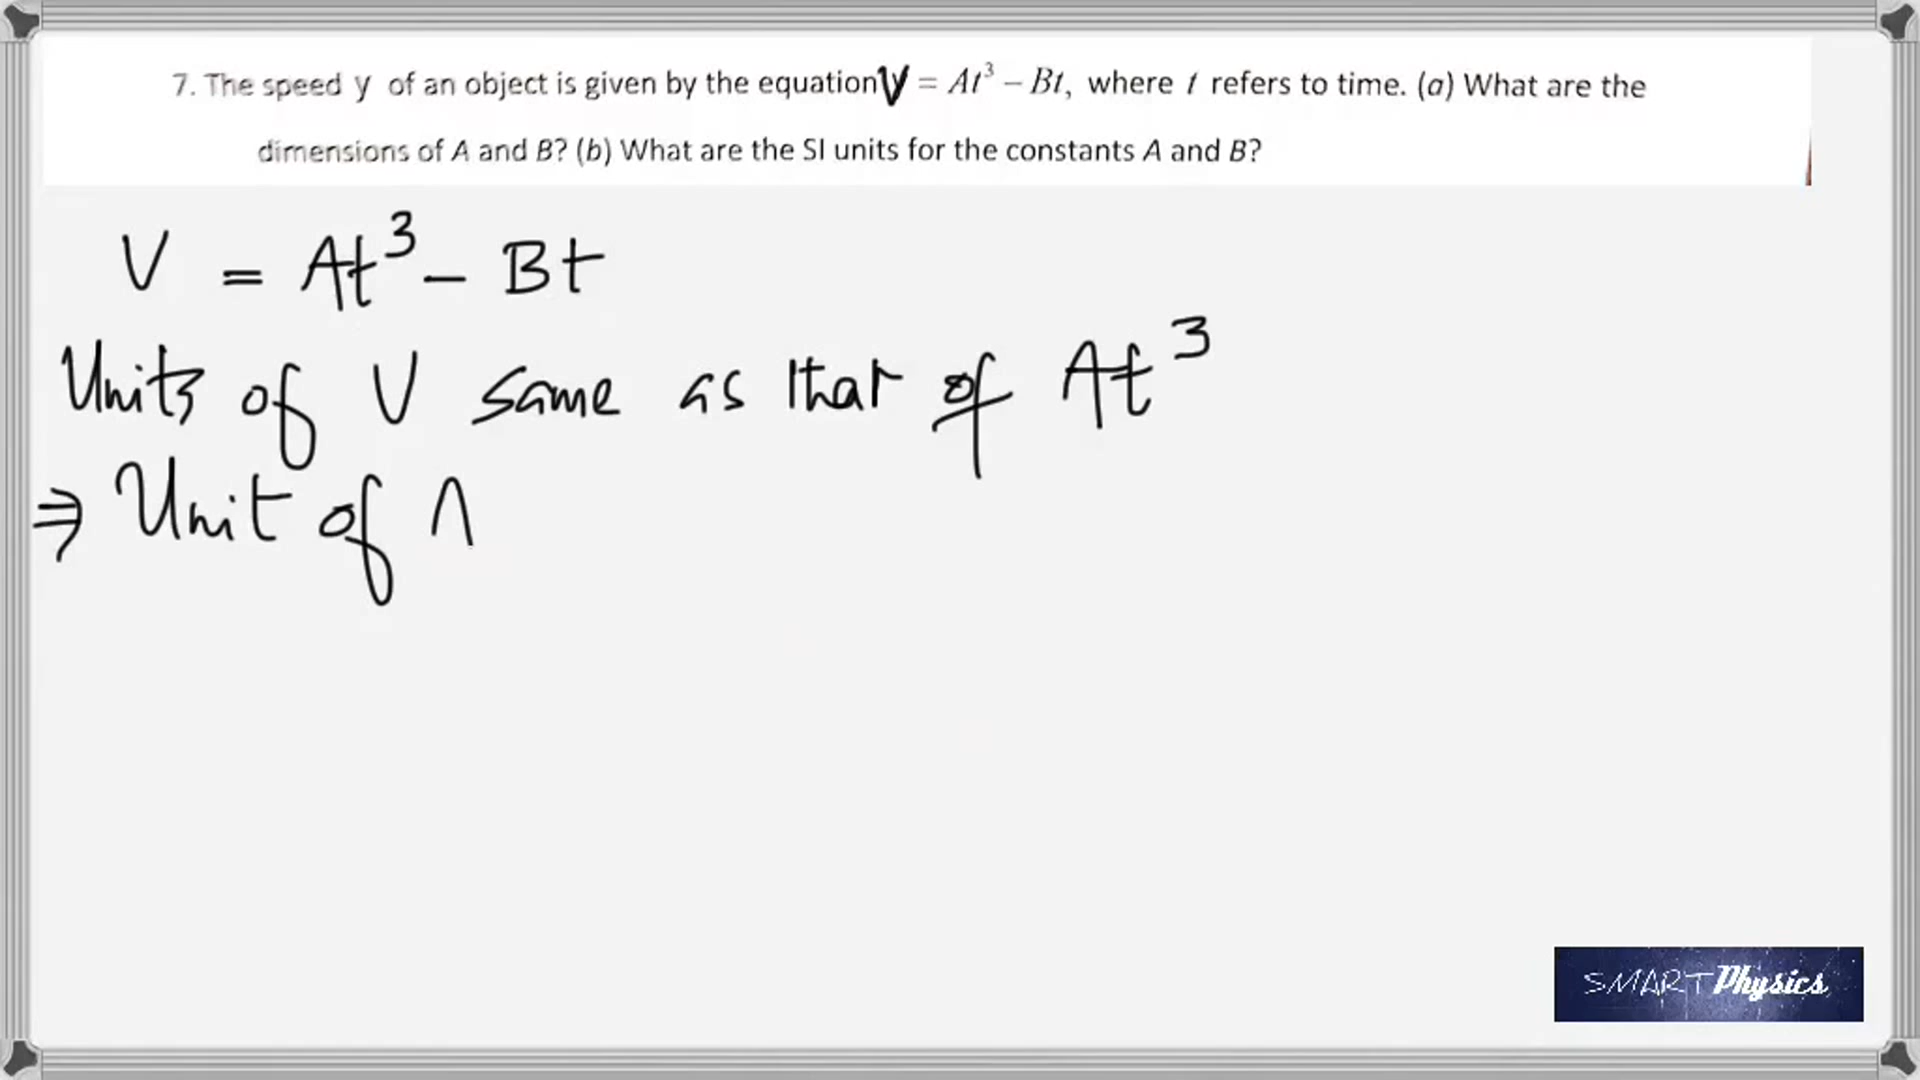 7. The speed y of an object is given by the equation V = At³ – Bt, where t refers to time. (a) What are the
dimensions of A and B? (b) What are the SI units for the constants A and B?
V = At³ – Bt
Units of V same as that of At³
⇒ Unit of
SMART Physics